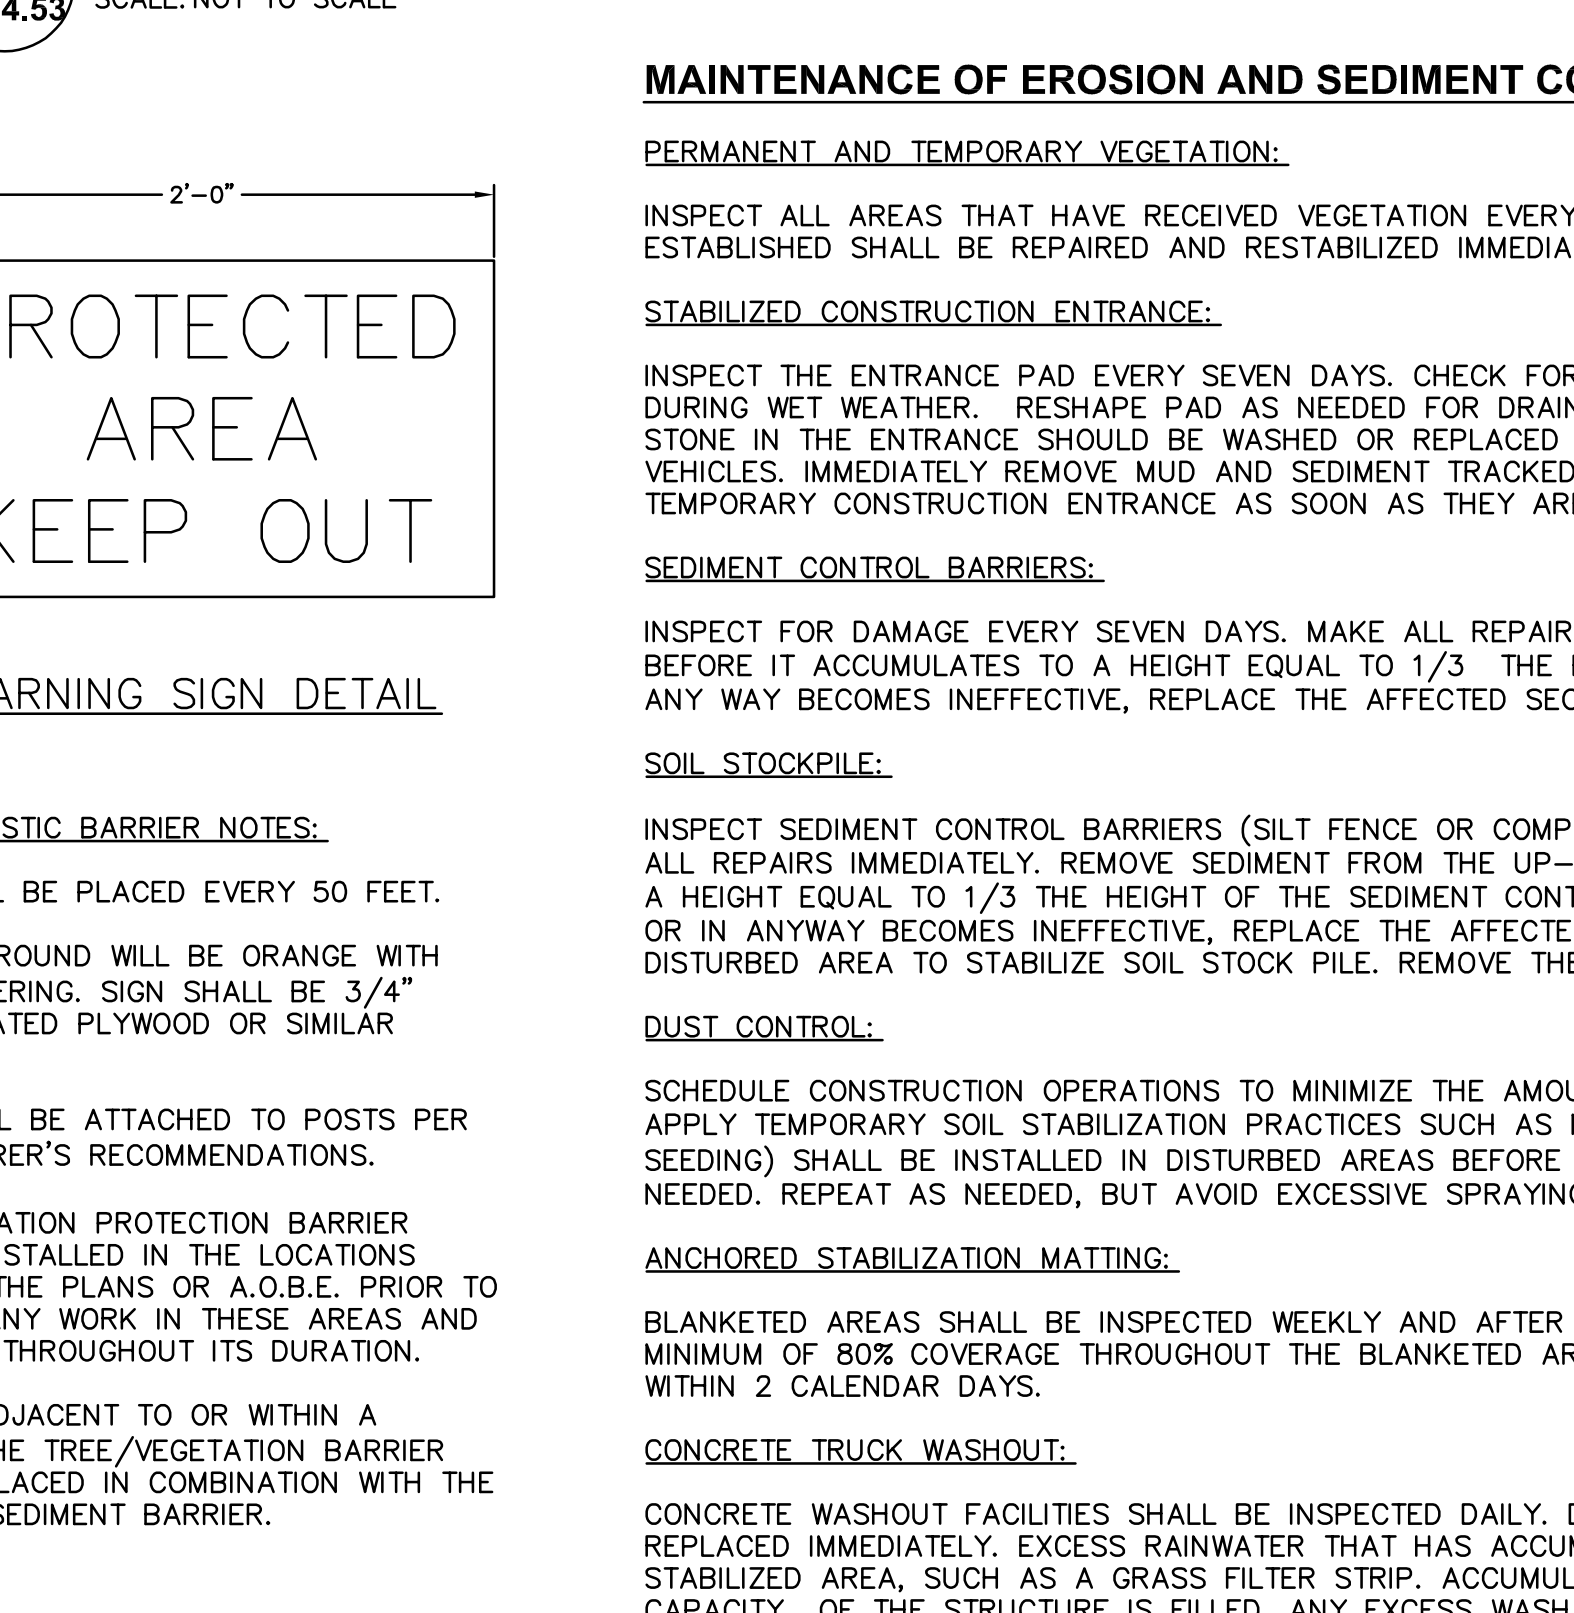 4.53
SCALE: NOT TO SCALE
2'-0"
ROTECTED
AREA
KEEP OUT
ARNING SIGN DETAIL
STIC BARRIER NOTES:
BE PLACED EVERY 50 FEET.
ROUND WILL BE ORANGE WITH
ERING. SIGN SHALL BE 3/4"
ATED PLYWOOD OR SIMILAR
L BE ATTACHED TO POSTS PER
RER'S RECOMMENDATIONS.
ATION PROTECTION BARRIER
STALLED IN THE LOCATIONS
THE PLANS OR A.O.B.E. PRIOR TO
NY WORK IN THESE AREAS AND
THROUGHOUT ITS DURATION.
DJACENT TO OR WITHIN A
HE TREE/VEGETATION BARRIER
LACED IN COMBINATION WITH THE
SEDIMENT BARRIER.
MAINTENANCE OF EROSION AND SEDIMENT CO
PERMANENT AND TEMPORARY VEGETATION:
INSPECT ALL AREAS THAT HAVE RECEIVED VEGETATION EVERY
ESTABLISHED SHALL BE REPAIRED AND RESTABILIZED IMMEDIA
STABILIZED CONSTRUCTION ENTRANCE:
INSPECT THE ENTRANCE PAD EVERY SEVEN DAYS. CHECK FOR
DURING WET WEATHER. RESHAPE PAD AS NEEDED FOR DRAIN
STONE IN THE ENTRANCE SHOULD BE WASHED OR REPLACED
VEHICLES. IMMEDIATELY REMOVE MUD AND SEDIMENT TRACKED
TEMPORARY CONSTRUCTION ENTRANCE AS SOON AS THEY ARE
SEDIMENT CONTROL BARRIERS:
INSPECT FOR DAMAGE EVERY SEVEN DAYS. MAKE ALL REPAIR
BEFORE IT ACCUMULATES TO A HEIGHT EQUAL TO 1/3 THE
ANY WAY BECOMES INEFFECTIVE, REPLACE THE AFFECTED SEC
SOIL STOCKPILE:
INSPECT SEDIMENT CONTROL BARRIERS (SILT FENCE OR COMP
ALL REPAIRS IMMEDIATELY. REMOVE SEDIMENT FROM THE UP-
A HEIGHT EQUAL TO 1/3 THE HEIGHT OF THE SEDIMENT CONT
OR IN ANYWAY BECOMES INEFFECTIVE, REPLACE THE AFFECTE
DISTURBED AREA TO STABILIZE SOIL STOCK PILE. REMOVE THE
DUST CONTROL:
SCHEDULE CONSTRUCTION OPERATIONS TO MINIMIZE THE AMOU
APPLY TEMPORARY SOIL STABILIZATION PRACTICES SUCH AS
SEEDING) SHALL BE INSTALLED IN DISTURBED AREAS BEFORE
NEEDED. REPEAT AS NEEDED, BUT AVOID EXCESSIVE SPRAYING
ANCHORED STABILIZATION MATTING:
BLANKETED AREAS SHALL BE INSPECTED WEEKLY AND AFTER
MINIMUM OF 80% COVERAGE THROUGHOUT THE BLANKETED AR
WITHIN 2 CALENDAR DAYS.
CONCRETE TRUCK WASHOUT:
CONCRETE WASHOUT FACILITIES SHALL BE INSPECTED DAILY. D
REPLACED IMMEDIATELY. EXCESS RAINWATER THAT HAS ACCUM
STABILIZED AREA, SUCH AS A GRASS FILTER STRIP. ACCUMUL
CAPACITY OF THE STRUCTURE IS FILLED. ANY EXCESS WASH